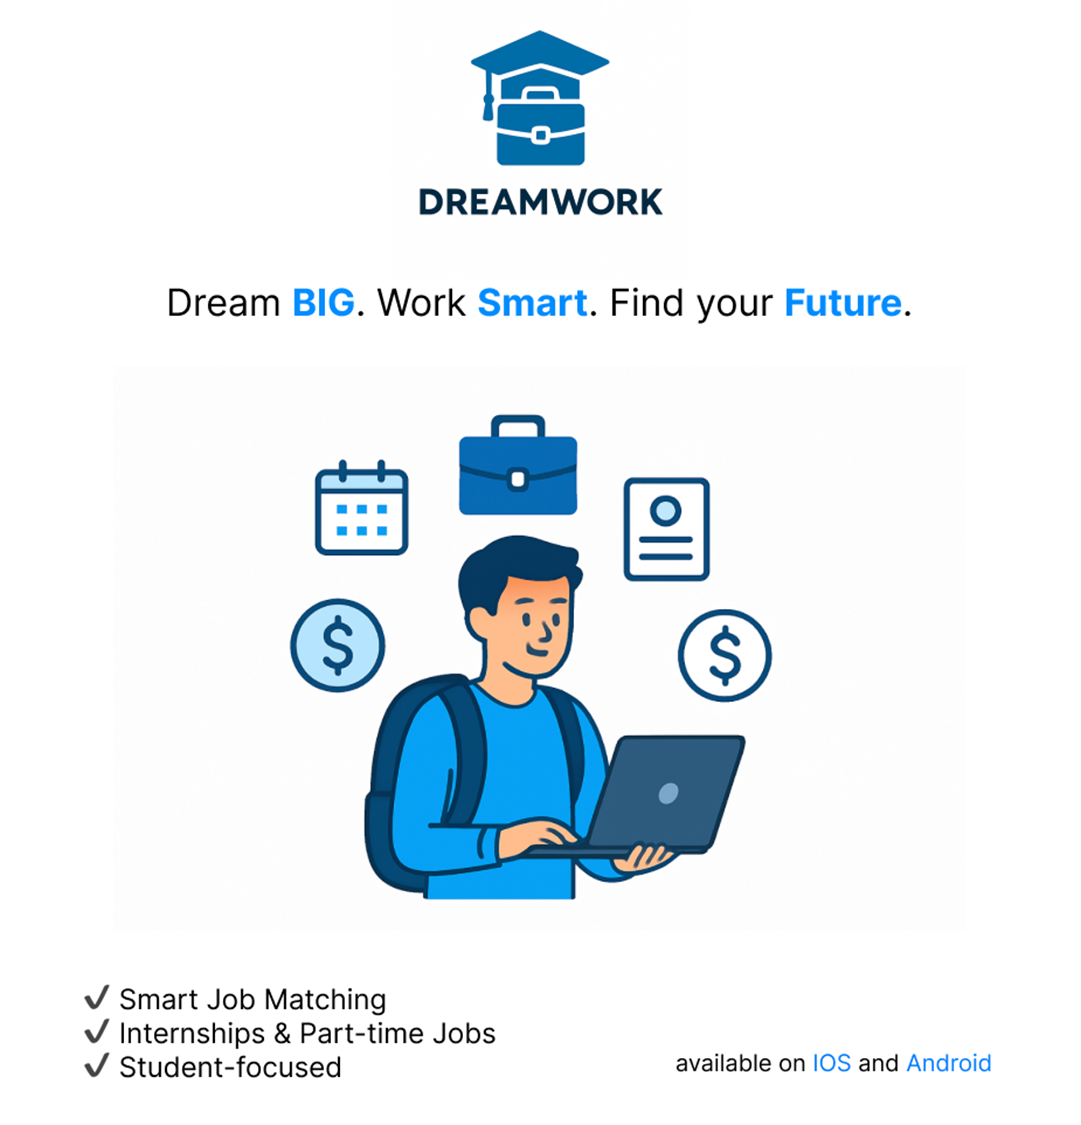 DREAMWORK
Dream BIG. Work Smart. Find your Future.
$
$
✓ Smart Job Matching
✓ Internships & Part-time Jobs
✓ Student-focused
available on IOS and Android